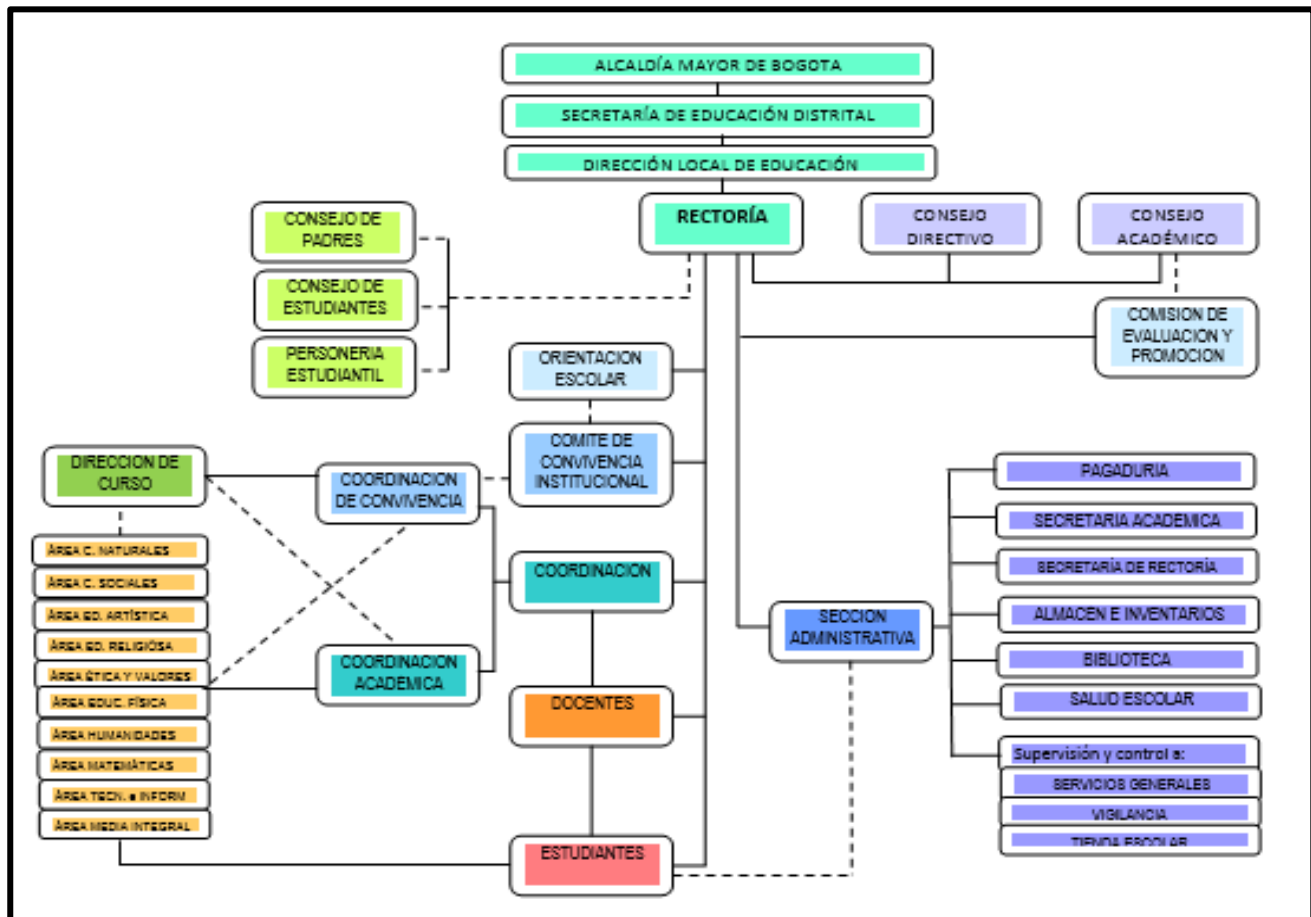 ALCALDÍA MAYOR DE BOGOTA
SECRETARÍA DE EDUCACIÓN DISTRITAL
DIRECCIÓN LOCAL DE EDUCACIÓN
RECTORÍA
CONSEJO
DIRECTIVO
CONSEJO
ACADÉMICO
CONSEJO DE
PADRES
CONSEJO DE
ESTUDIANTES
PERSONERIA
ESTUDIANTIL
COMISION DE
EVALUACION Y
PROMOCION
ORIENTACION
ESCOLAR
COMITE DE
CONVIVENCIA
INSTITUCIONAL
DIRECCION DE
CURSO
COORDINACION
DE CONVIVENCIA
COORDINACION
COORDINACION
ACADEMICA
DOCENTES
ESTUDIANTES
ÁREA C. NATURALES
ÁREA C. SOCIALES
ÁREA ED. ARTÍSTICA
ÁREA ED. RELIGIÓSA
ÁREA ÉTICA Y VALORES
ÁREA EDUC. FÍSICA
ÁREA HUMANIDADES
ÁREA MATEMÁTICAS
ÁREA TECN. e INFORM
ÁREA MEDIA INTEGRAL
SECCION
ADMINISTRATIVA
PAGADURIA
SECRETARIA ACADEMICA
SECRETARÍA DE RECTORÍA
ALMACEN E INVENTARIOS
BIBLIOTECA
SALUD ESCOLAR
Supervisión y control a:
SERVICIOS GENERALES
VIGILANCIA
TIENDA ESCOLAR